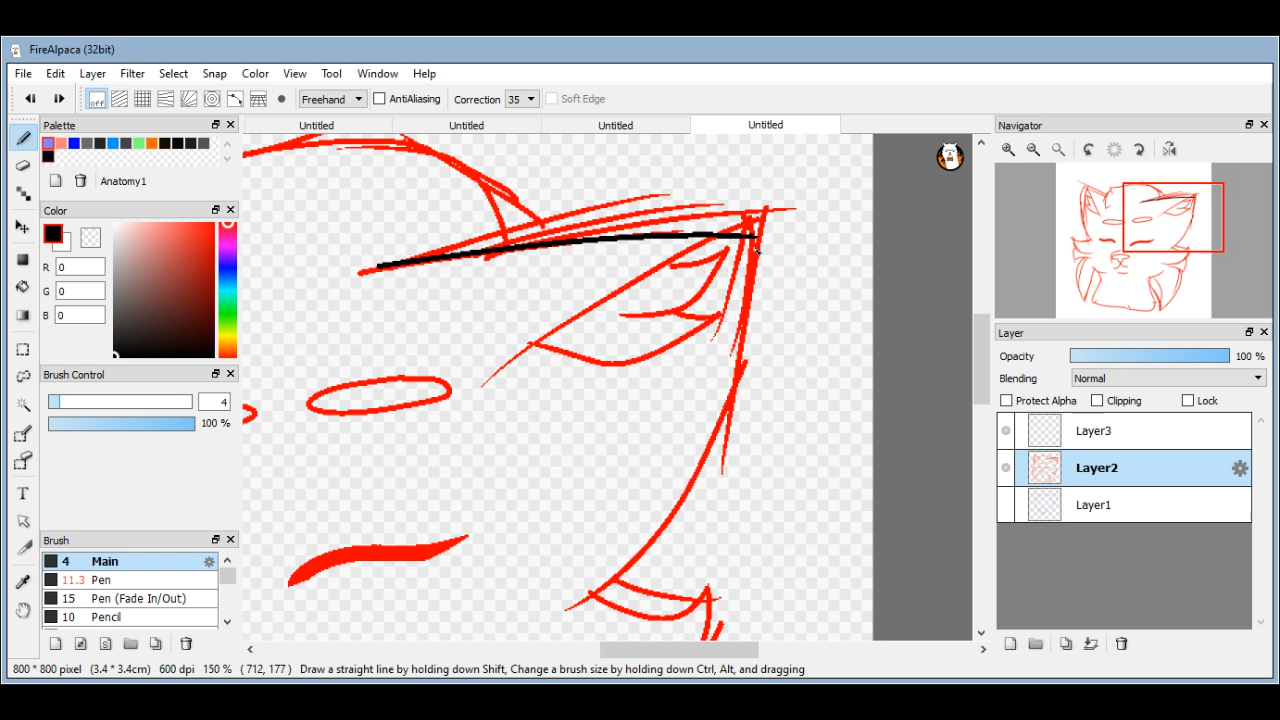 FireAlpaca (32bit)
File Edit Layer Filter Select Snap Color View Tool Window Help
off Freehand AntiAliasing Correction 35 Soft Edge
Palette
Untitled Untitled Untitled Untitled
Navigator
Anatomy1
Color
R 0
G 0
B 0
Layer
Opacity 100 %
Blending Normal
Protect Alpha Clipping Lock
Brush Control
4
100 %
Layer3
Layer2
Layer1
T
Brush
4 Main
11.3 Pen
15 Pen (Fade In/Out)
10 Pencil
800 * 800 pixel (3.4 * 3.4cm) 600 dpi 150 % ( 712, 177 ) Draw a straight line by holding down Shift, Change a brush size by holding down Ctrl, Alt, and dragging